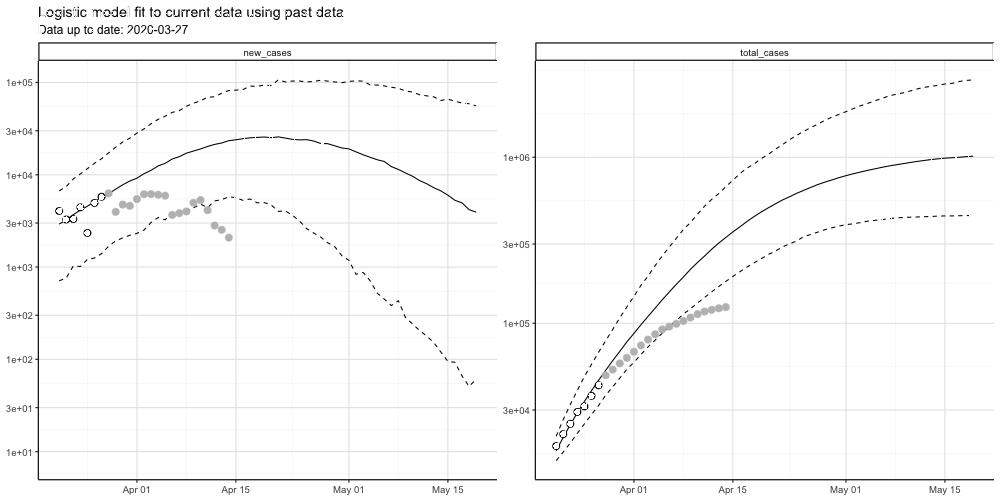 Logistic model fit to current data using past data
Data up to date: 2020-03-27
new_cases
total_cases
1e+05
3e+04
1e+04
3e+03
1e+03
3e+02
1e+02
3e+01
1e+01
Apr 01
Apr 15
May 01
May 15
1e+06
3e+05
1e+05
3e+04
Apr 01
Apr 15
May 01
May 15